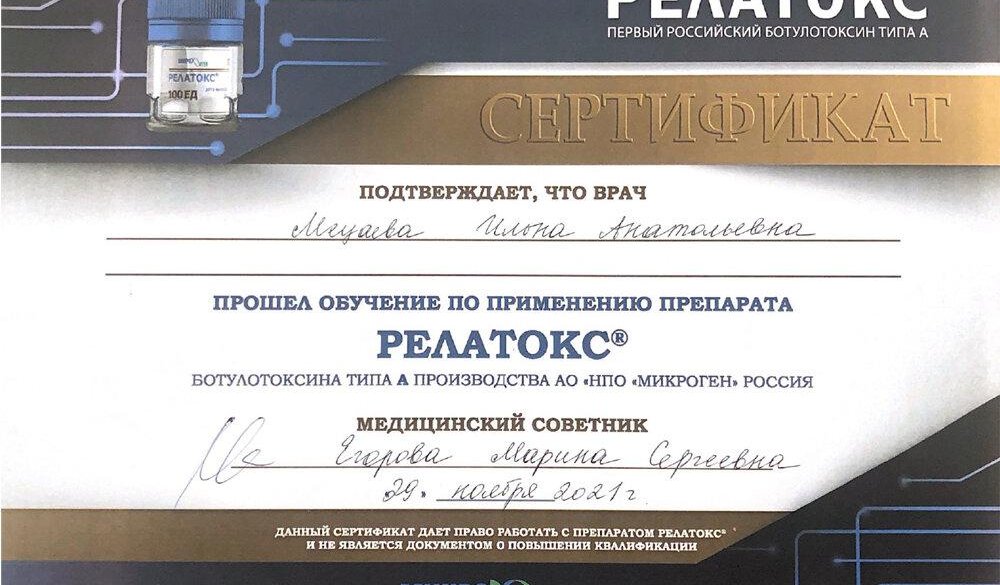 РЕЛАТОКС
ПЕРВЫЙ РОССИЙСКИЙ БОТУЛОТОКСИН ТИПА А
РЕЛАТОКС®
100 ЕД
СЕРТИФИКАТ
ПОДТВЕРЖДАЕТ, ЧТО ВРАЧ
Мецаева Илона Анатольевна
ПРОШЕЛ ОБУЧЕНИЕ ПО ПРИМЕНЕНИЮ ПРЕПАРАТА
РЕЛАТОКС®
БОТУЛОТОКСИНА ТИПА А ПРОИЗВОДСТВА АО «НПО «МИКРОГЕН» РОССИЯ
МЕДИЦИНСКИЙ СОВЕТНИК
Егорова Марина Сергеевна
29. ноября 2021 г.
ДАННЫЙ СЕРТИФИКАТ ДАЕТ ПРАВО РАБОТАТЬ С ПРЕПАРАТОМ РЕЛАТОКС®
И НЕ ЯВЛЯЕТСЯ ДОКУМЕНТОМ О ПОВЫШЕНИИ КВАЛИФИКАЦИИ